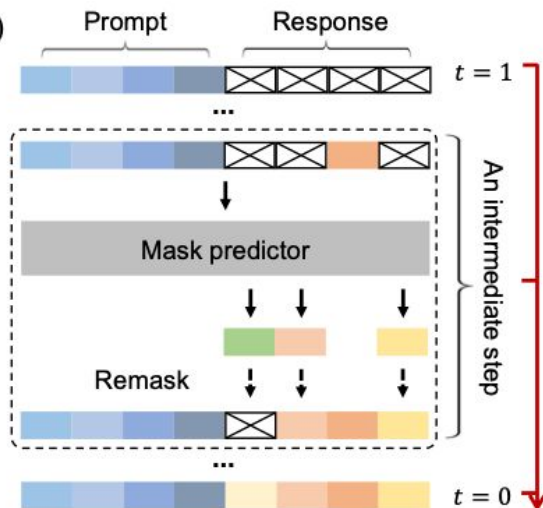 )
Prompt
Response
t = 1
...
An intermediate step
Mask predictor
Remask
...
t = 0